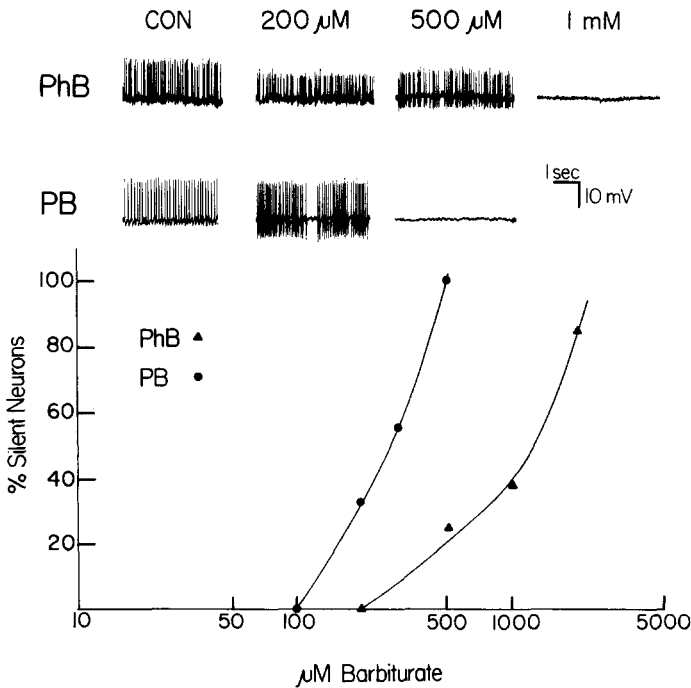 CON 200 μM 500 μM 1 mM
PhB
PB
1 sec
10 mV
100
80
60
40
20
% Silent Neurons
PhB ▲
PB ●
10 50 100 500 1000 5000
μM Barbiturate